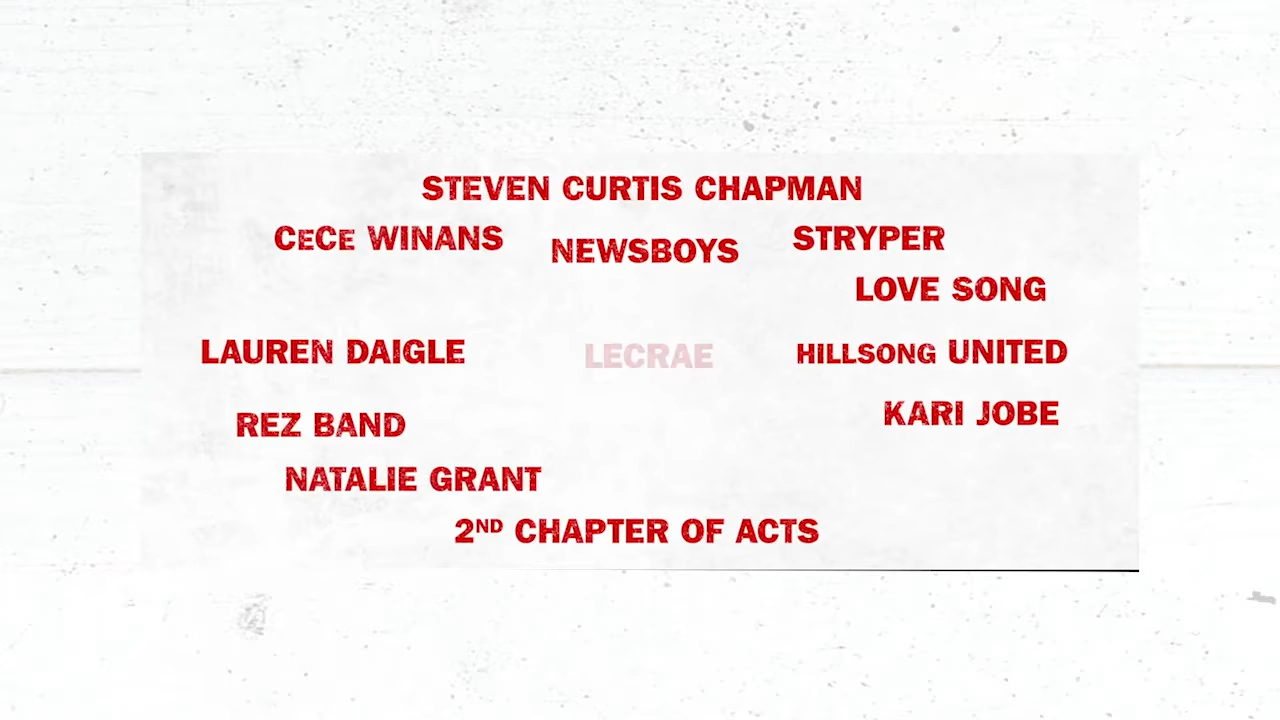 STEVEN CURTIS CHAPMAN
CECE WINANS
NEWSBOYS
STRYPER
LOVE SONG
LAUREN DAIGLE
LECRAE
HILLSONG UNITED
KARI JOBE
REZ BAND
NATALIE GRANT
2ND CHAPTER OF ACTS